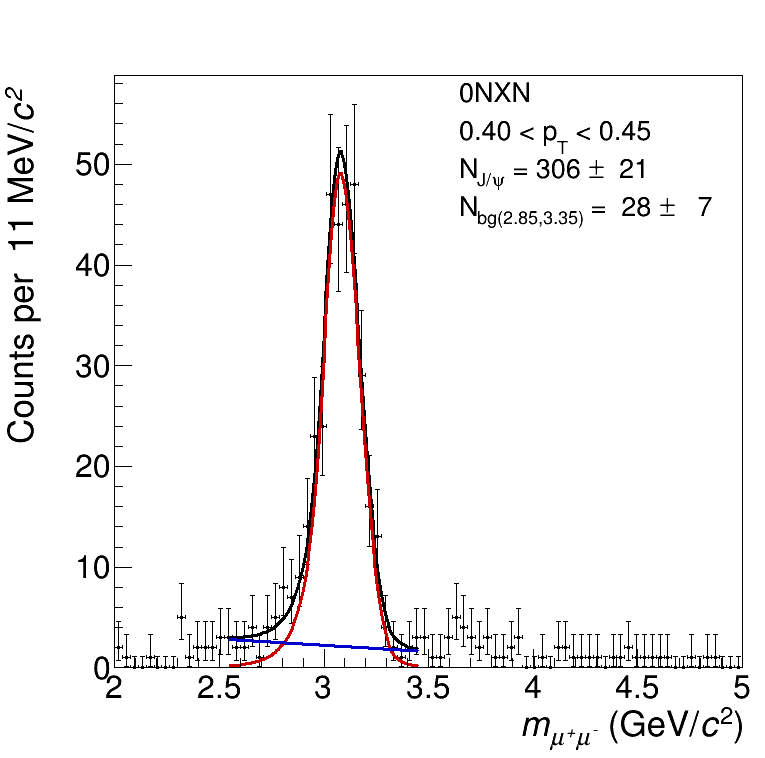 0NXN
0.40 < p_T < 0.45
N_J/ψ = 306 ± 21
N_bg(2.85,3.35) = 28 ± 7
Counts per 11 MeV/c²
50
40
30
20
10
0
2 2.5 3 3.5 4 4.5 5
m_μ⁺μ⁻ (GeV/c²)